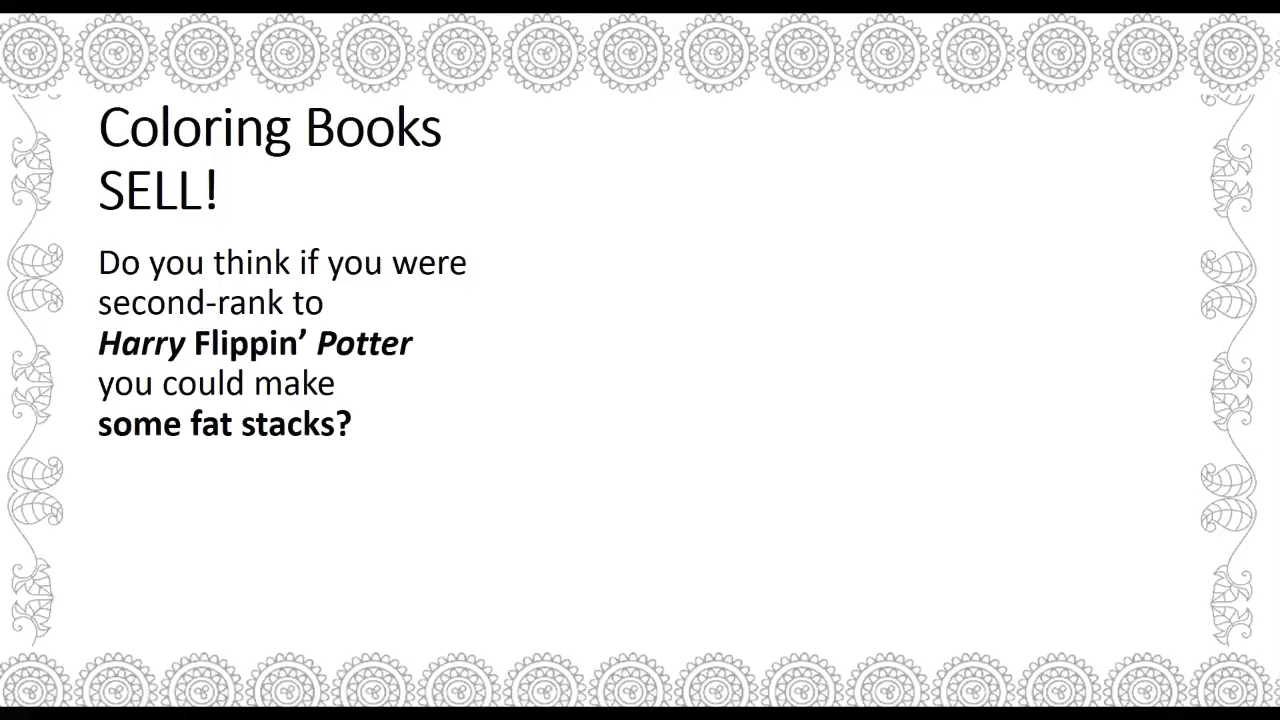 Coloring Books
SELL!
Do you think if you were
second-rank to
Harry Flippin’ Potter
you could make
some fat stacks?